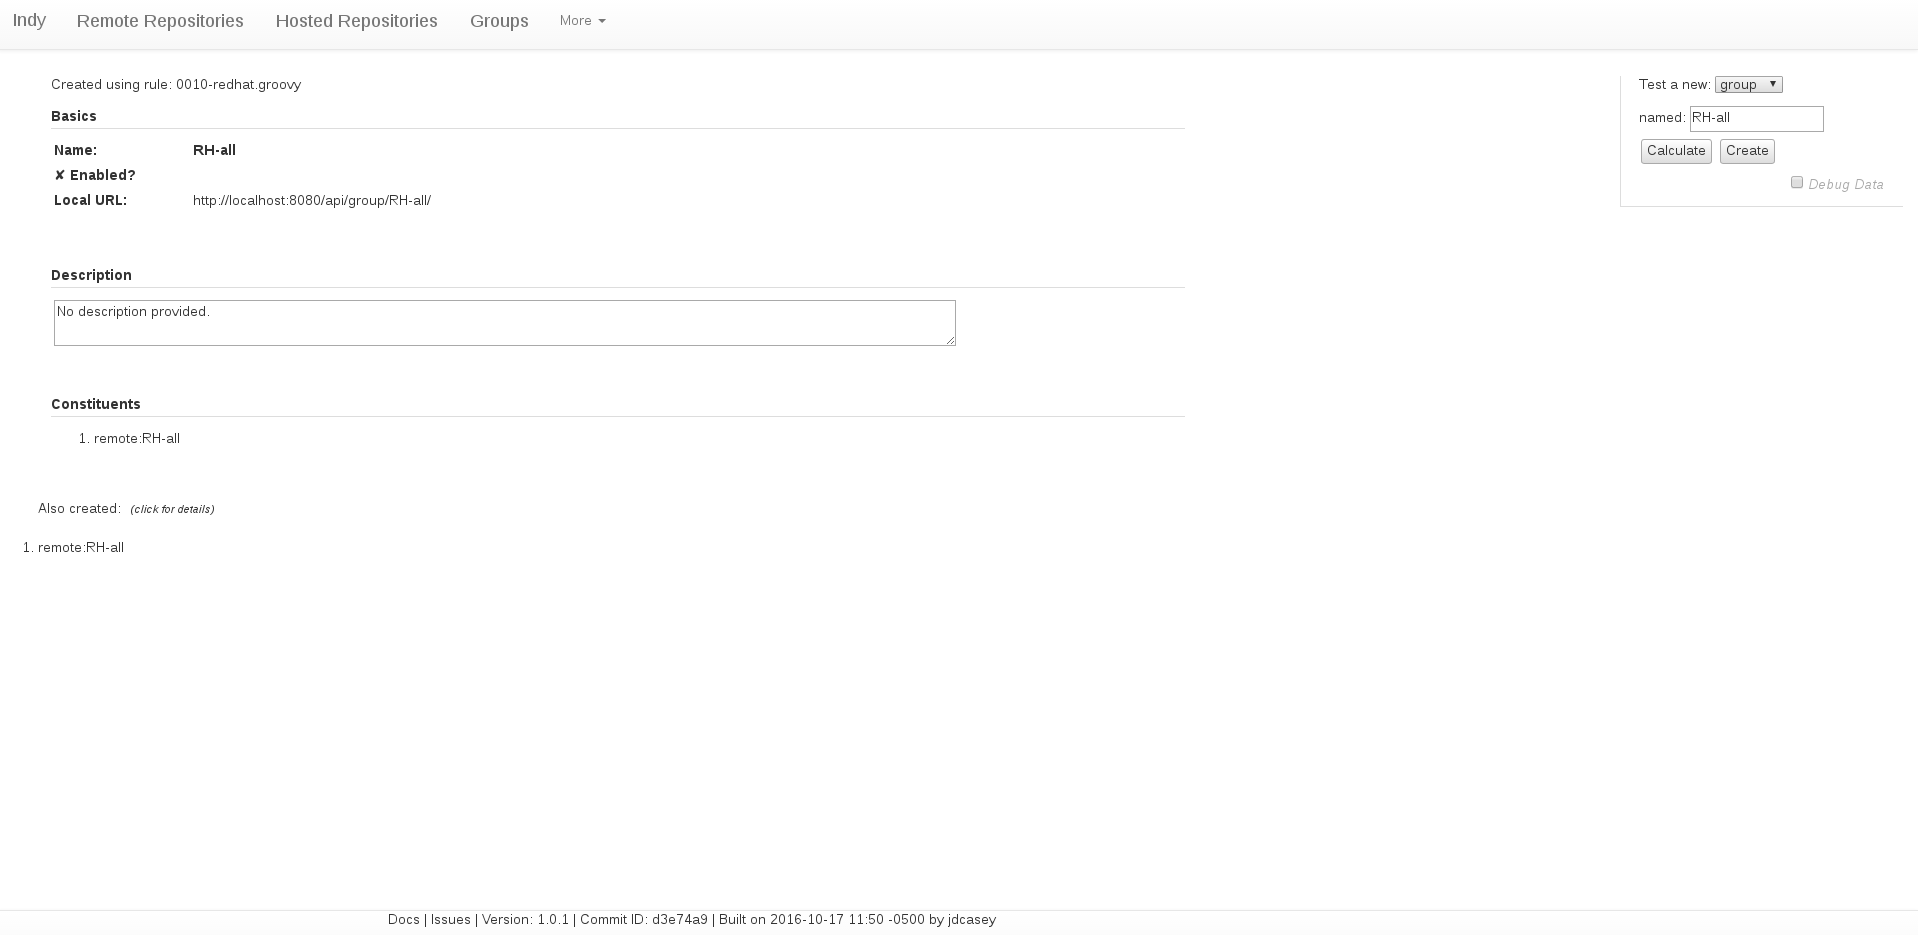 Indy Remote Repositories Hosted Repositories Groups More
Created using rule: 0010-redhat.groovy
Basics
Name: RH-all
✘ Enabled?
Local URL: http://localhost:8080/api/group/RH-all/
Description
No description provided.
Constituents
1. remote:RH-all
Also created: (click for details)
1. remote:RH-all
Test a new: group
named: RH-all
Calculate Create
Debug Data
Docs | Issues | Version: 1.0.1 | Commit ID: d3e74a9 | Built on 2016-10-17 11:50 -0500 by jdcasey